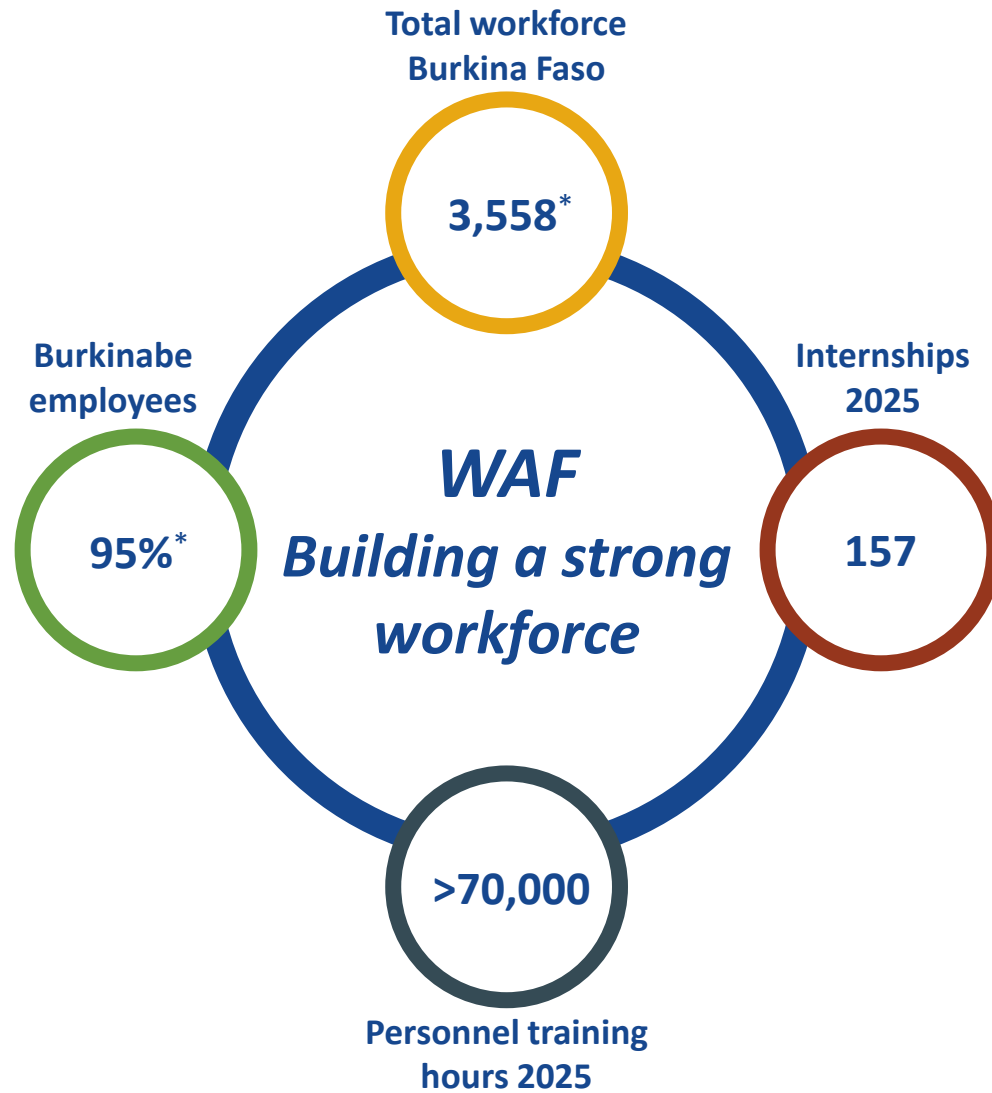 Total workforce
Burkina Faso
3,558*
Burkinabe
employees
95%*
Internships
2025
157
WAF
Building a strong
workforce
>70,000
Personnel training
hours 2025